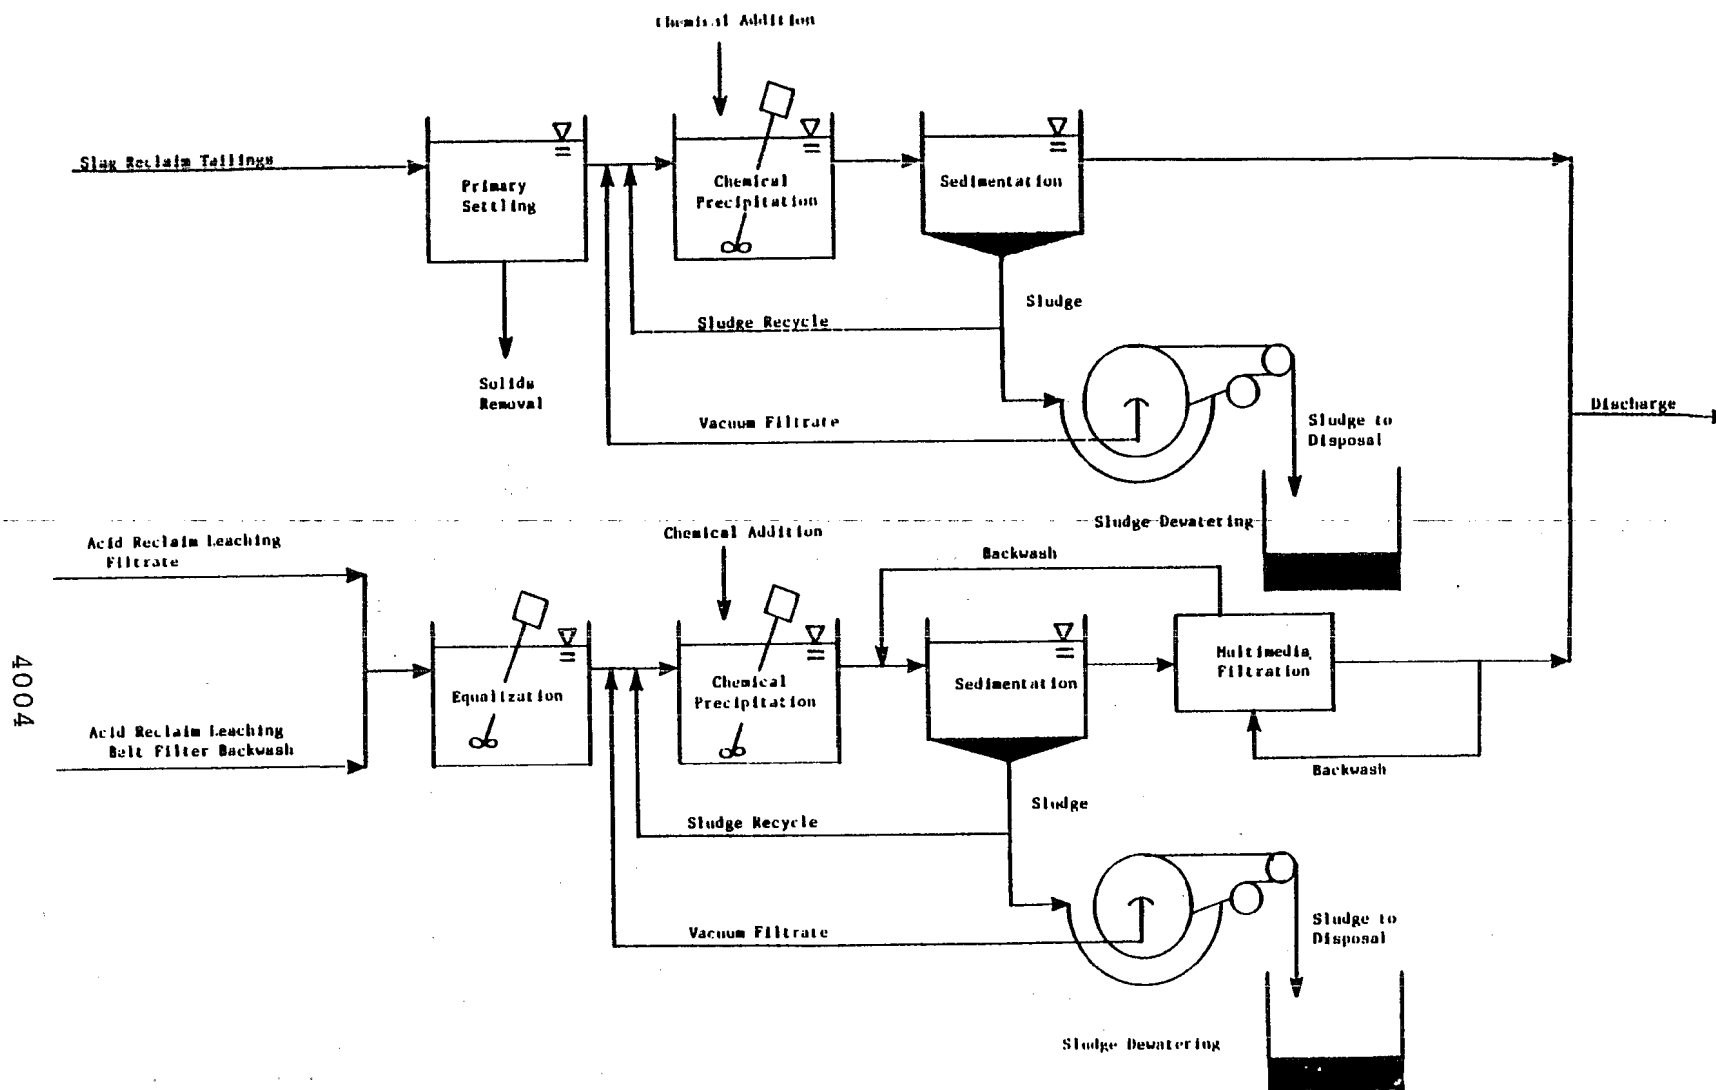 Chemical Addition
Slag Reclaim Tailings
Primary
Settling
Chemical
Precipitation
Sedimentation
Sludge
Sludge Recycle
Solids
Removal
Vacuum Filtrate
Sludge to
Disposal
Discharge
Sludge Dewatering
Acid Reclaim Leaching
Filtrate
Chemical Addition
Backwash
Equalization
Chemical
Precipitation
Sedimentation
Multimedia
Filtration
Acid Reclaim Leaching
Belt Filter Backwash
Backwash
Sludge
Sludge Recycle
Vacuum Filtrate
Sludge to
Disposal
Sludge Dewatering
4004